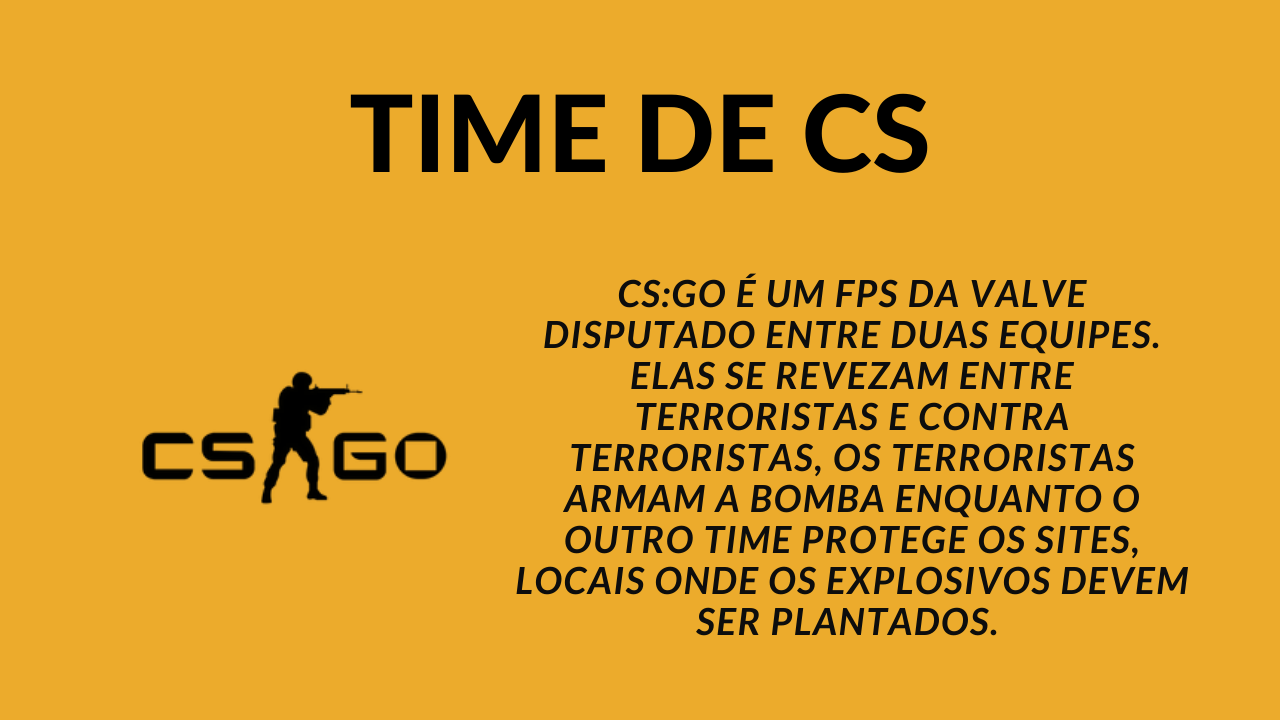 TIME DE CS
CS:GO É UM FPS DA VALVE
DISPUTADO ENTRE DUAS EQUIPES.
ELAS SE REVEZAM ENTRE
TERRORISTAS E CONTRA
TERRORISTAS, OS TERRORISTAS
ARMAM A BOMBA ENQUANTO O
OUTRO TIME PROTEGE OS SITES,
LOCAIS ONDE OS EXPLOSIVOS DEVEM
SER PLANTADOS.
CS GO